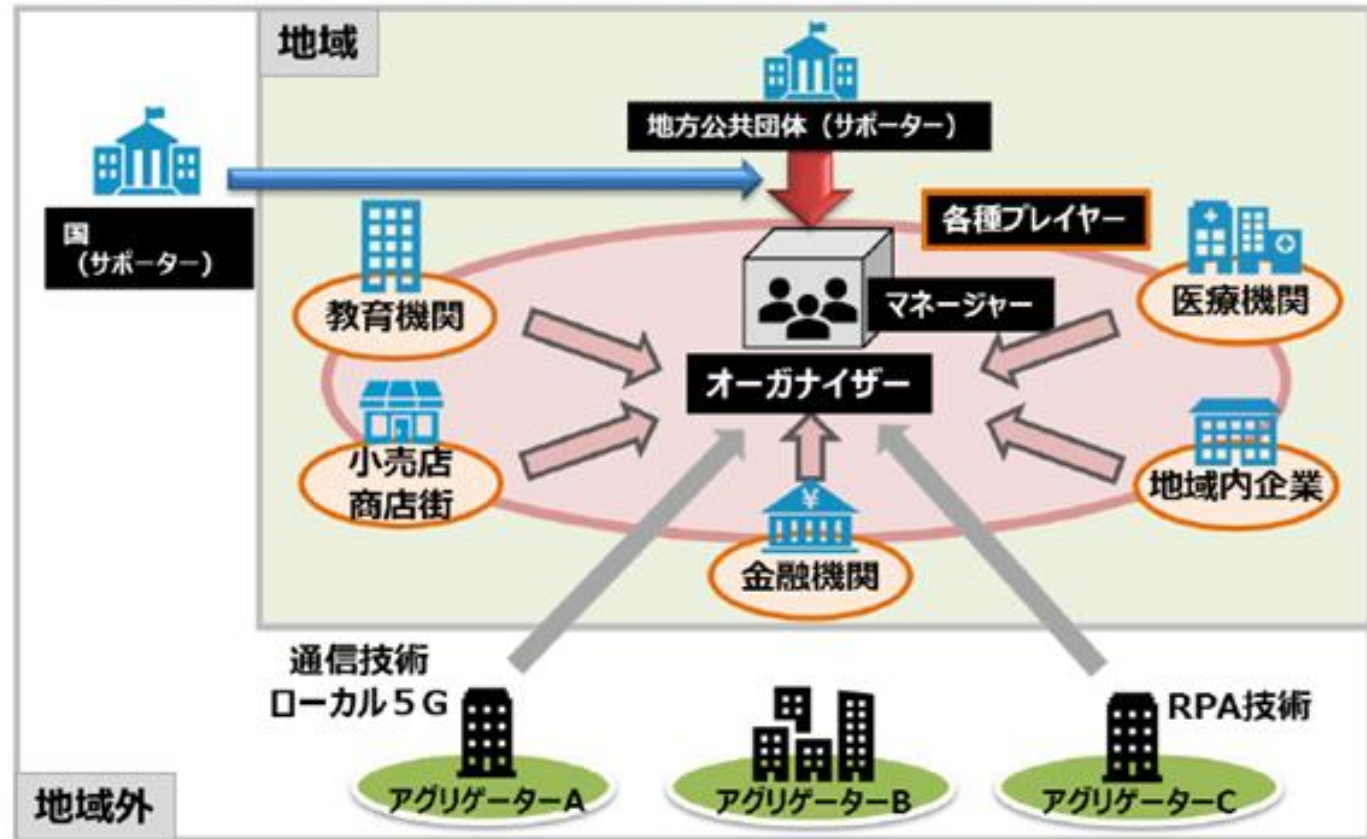 地域
地方公共団体（サポーター）
国
（サポーター）
各種プレイヤー
教育機関
マネージャー
医療機関
オーガナイザー
小売店
商店街
¥
地域内企業
金融機関
通信技術
ローカル５G
RPA技術
アグリゲーターA
アグリゲーターB
アグリゲーターC
地域外